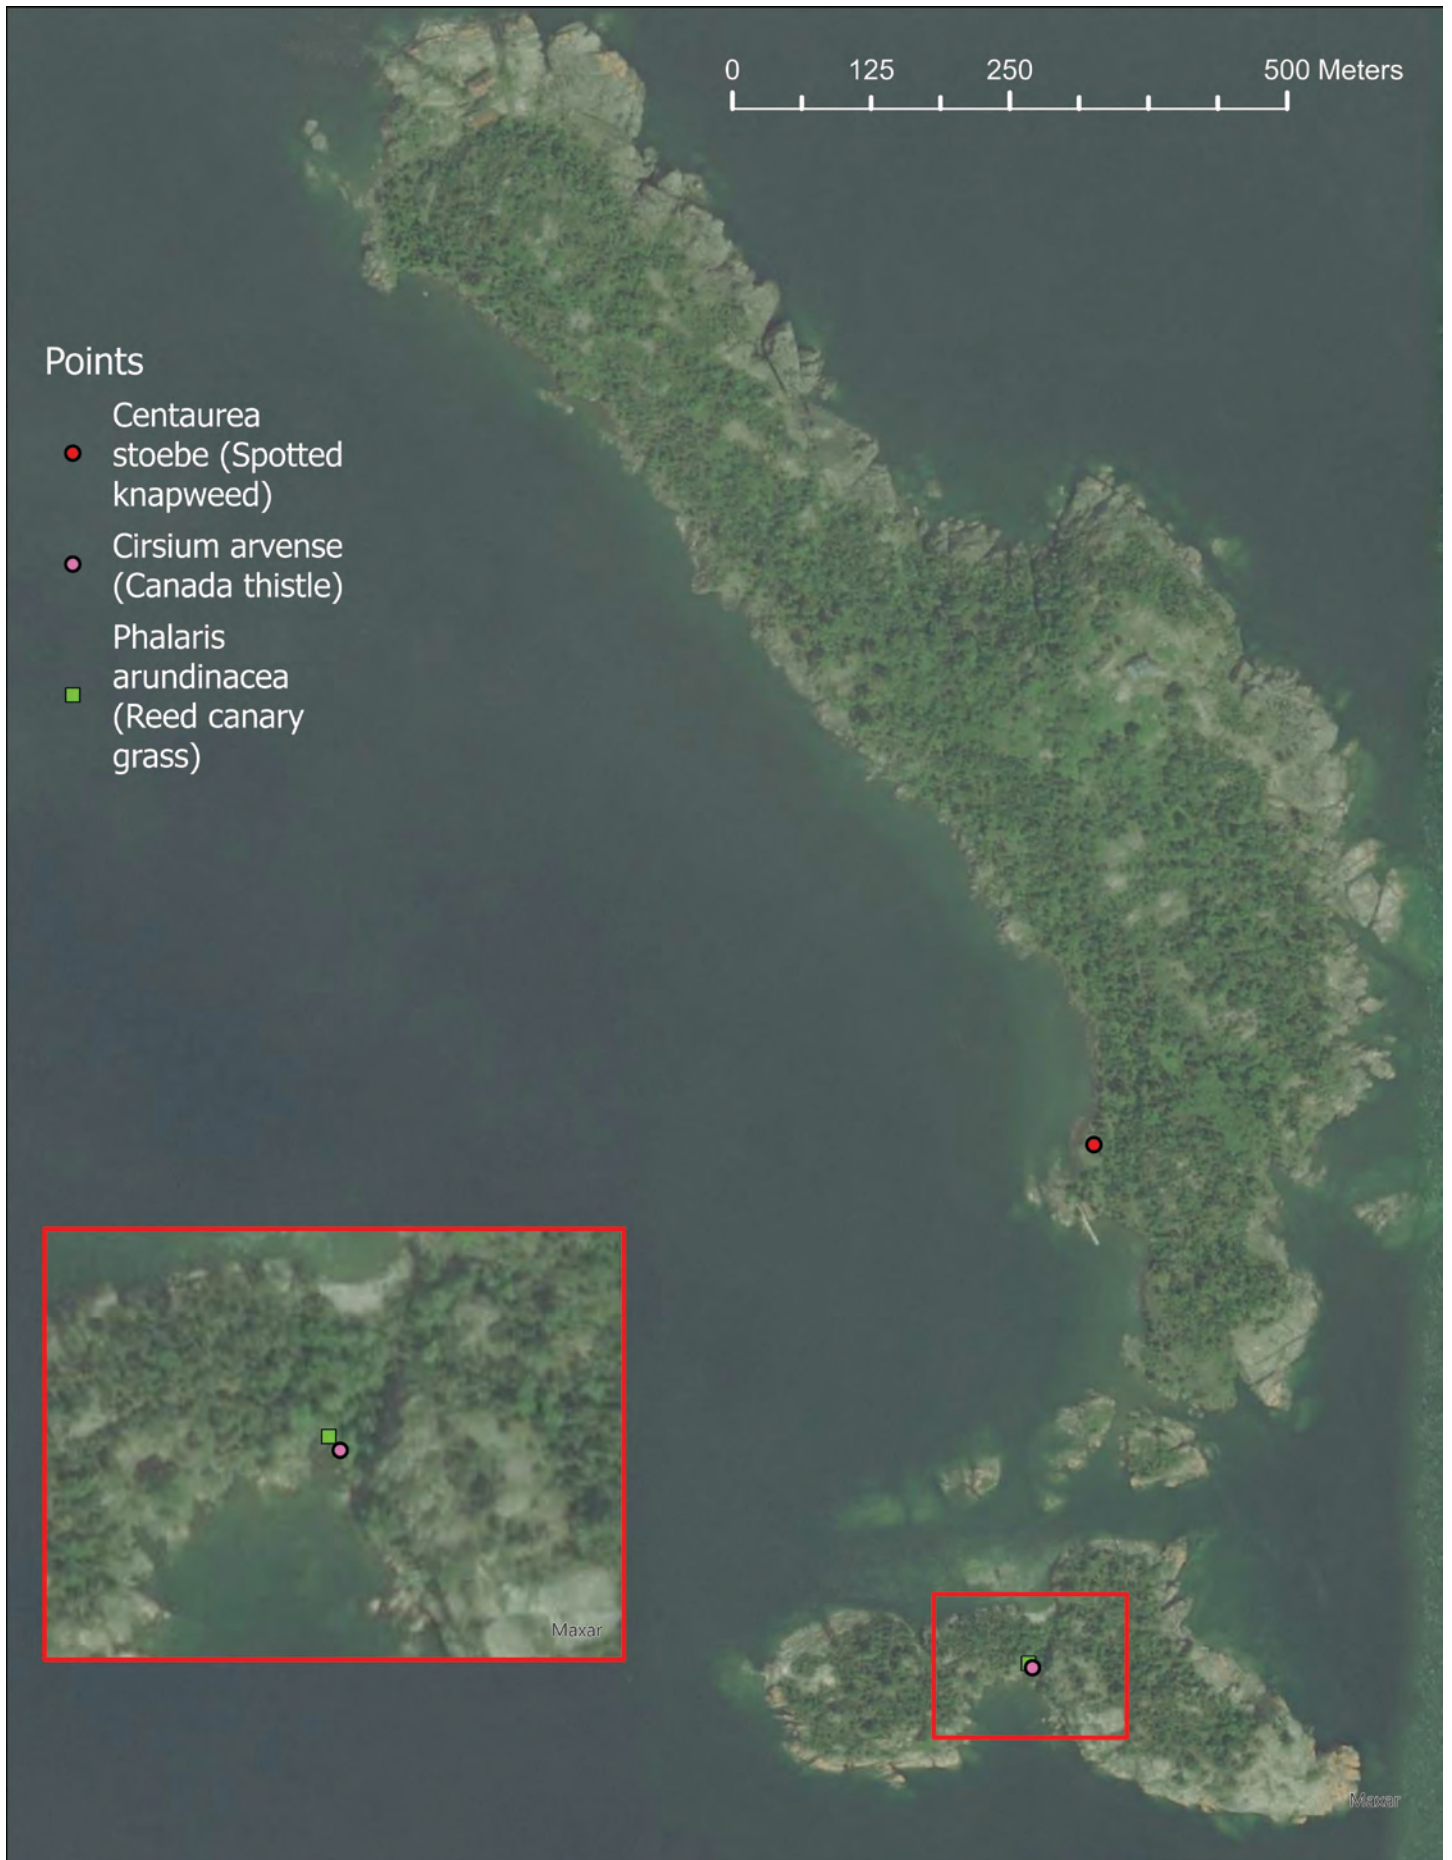 0 125 250 500 Meters
Points
Centaurea
stoebe (Spotted
knapweed)
Cirsium arvense
(Canada thistle)
Phalaris
arundinacea
(Reed canary
grass)
Maxar
Maxar